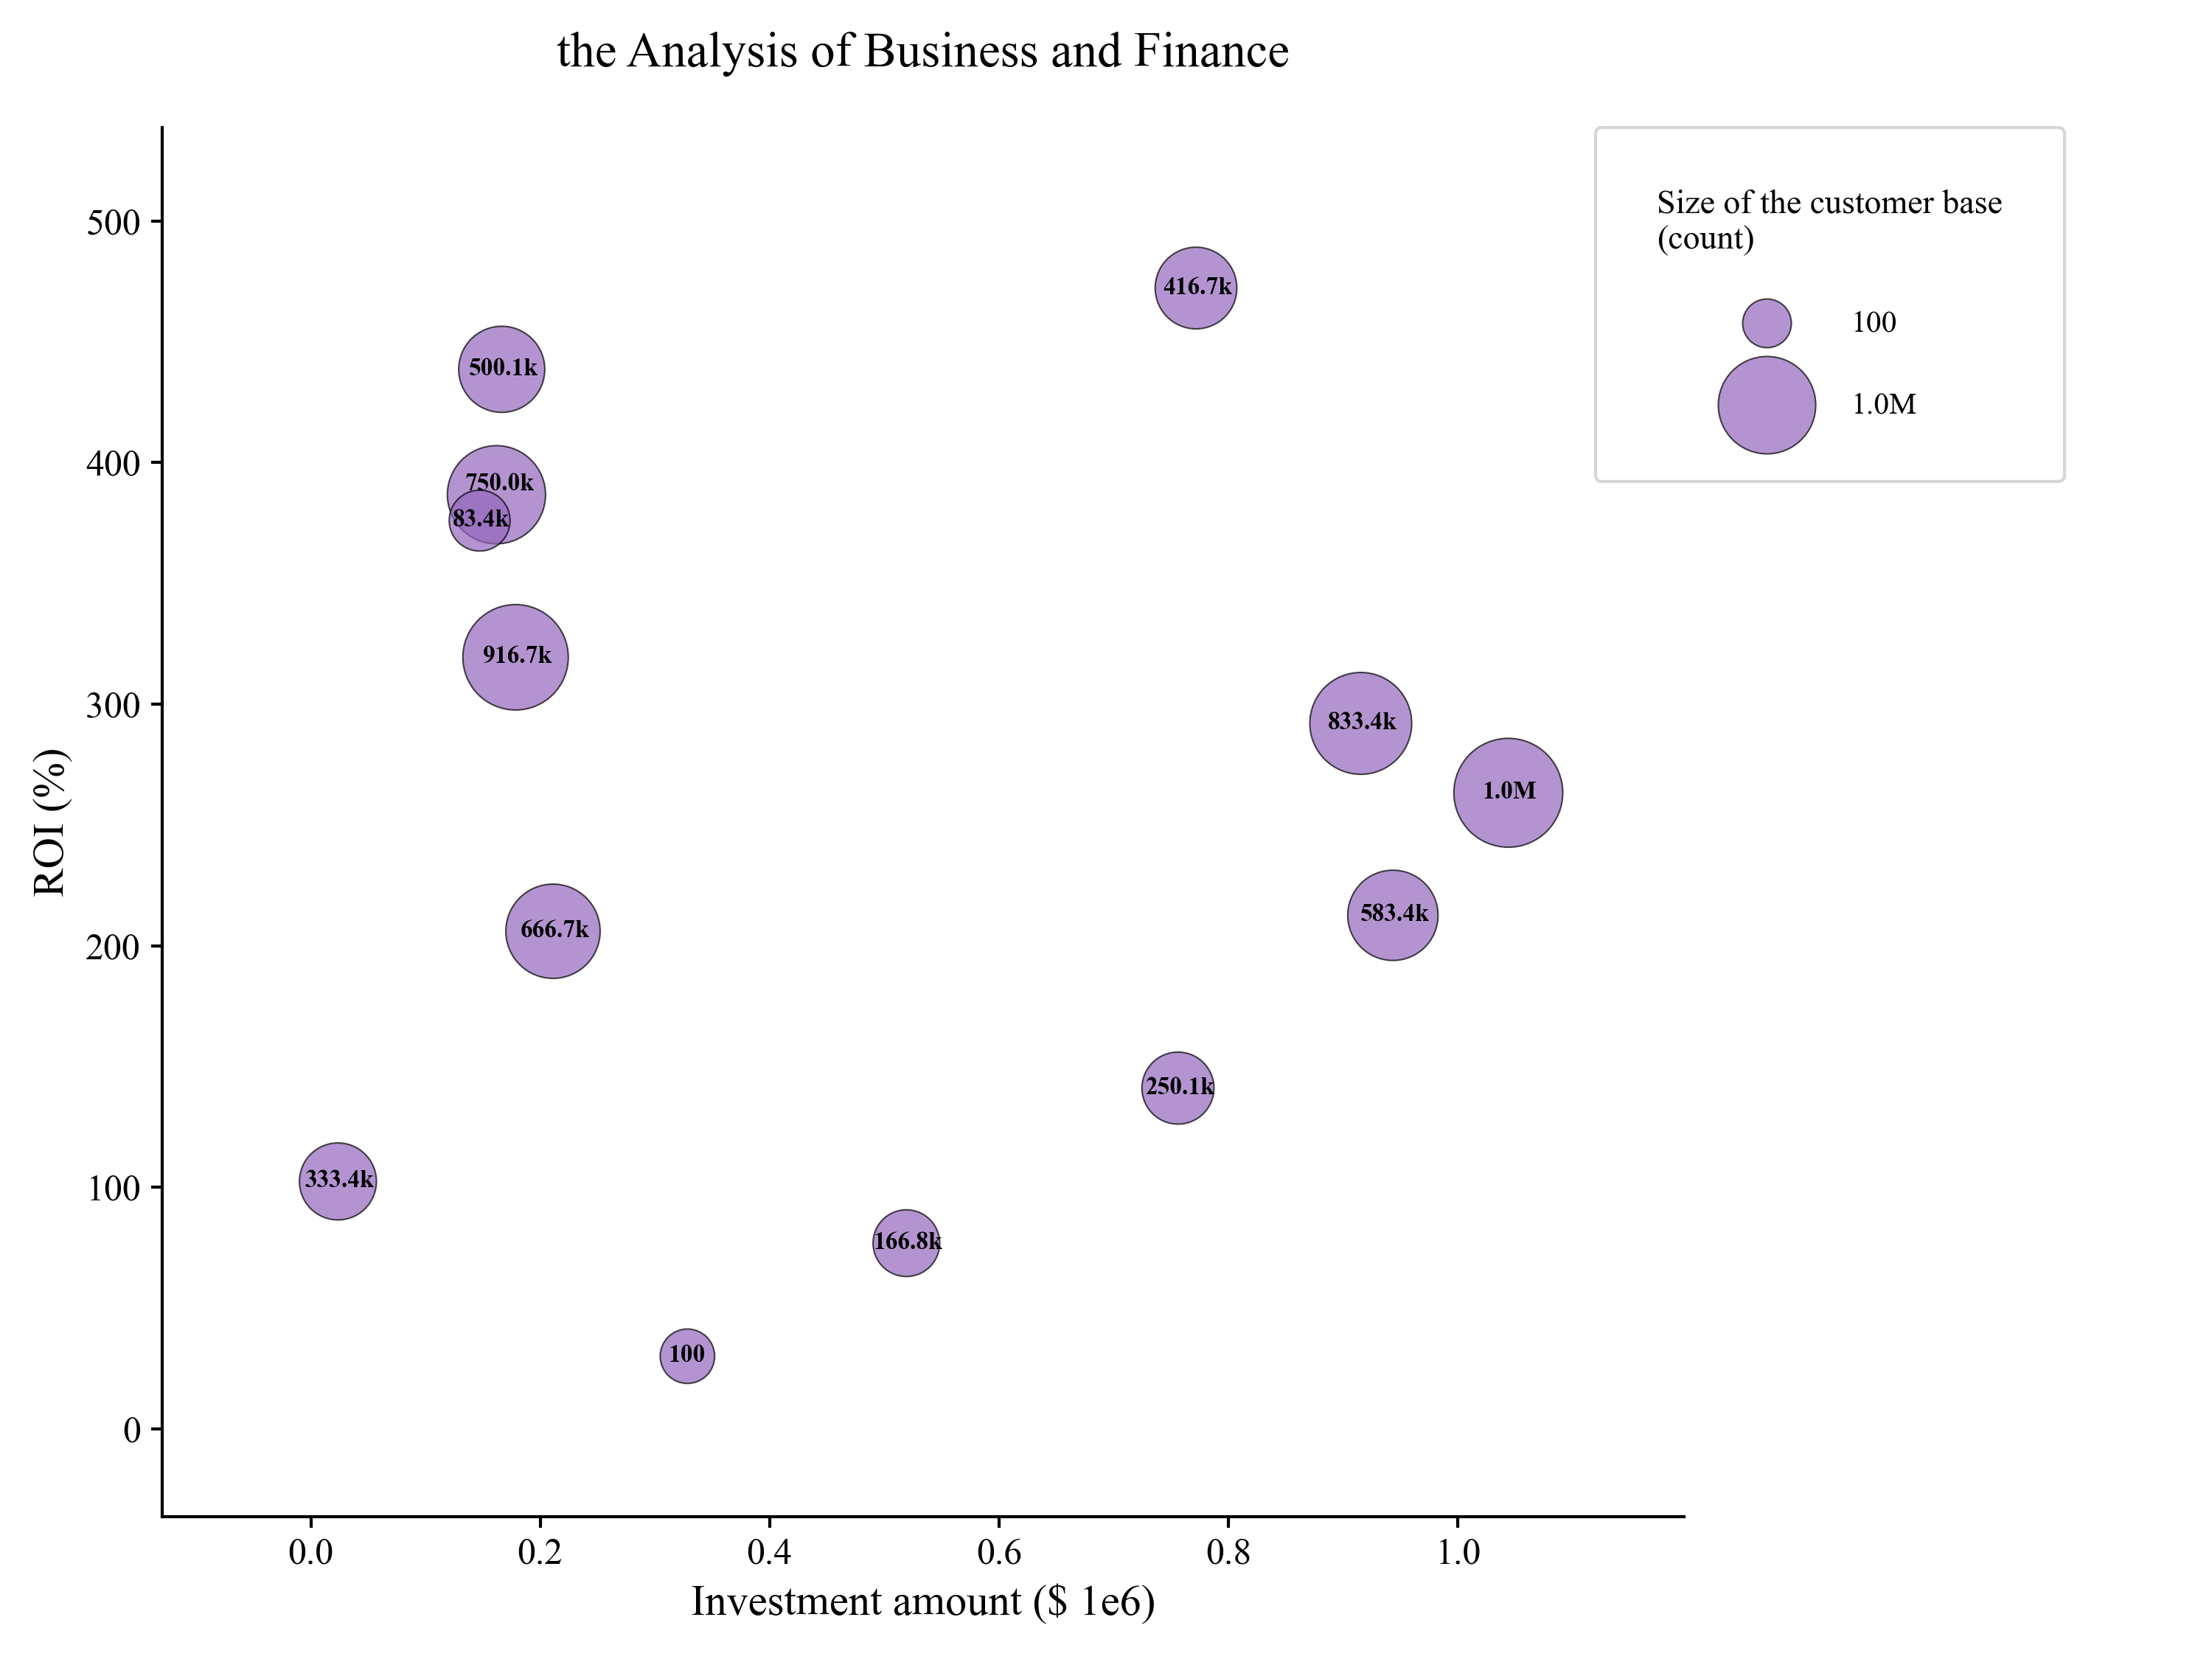 the Analysis of Business and Finance
Size of the customer base
(count)
100
1.0M
ROI (%)
500
400
300
200
100
0
416.7k
500.1k
750.0k
83.4k
916.7k
833.4k
1.0M
583.4k
666.7k
250.1k
333.4k
166.8k
100
0.0 0.2 0.4 0.6 0.8 1.0
Investment amount ($ 1e6)